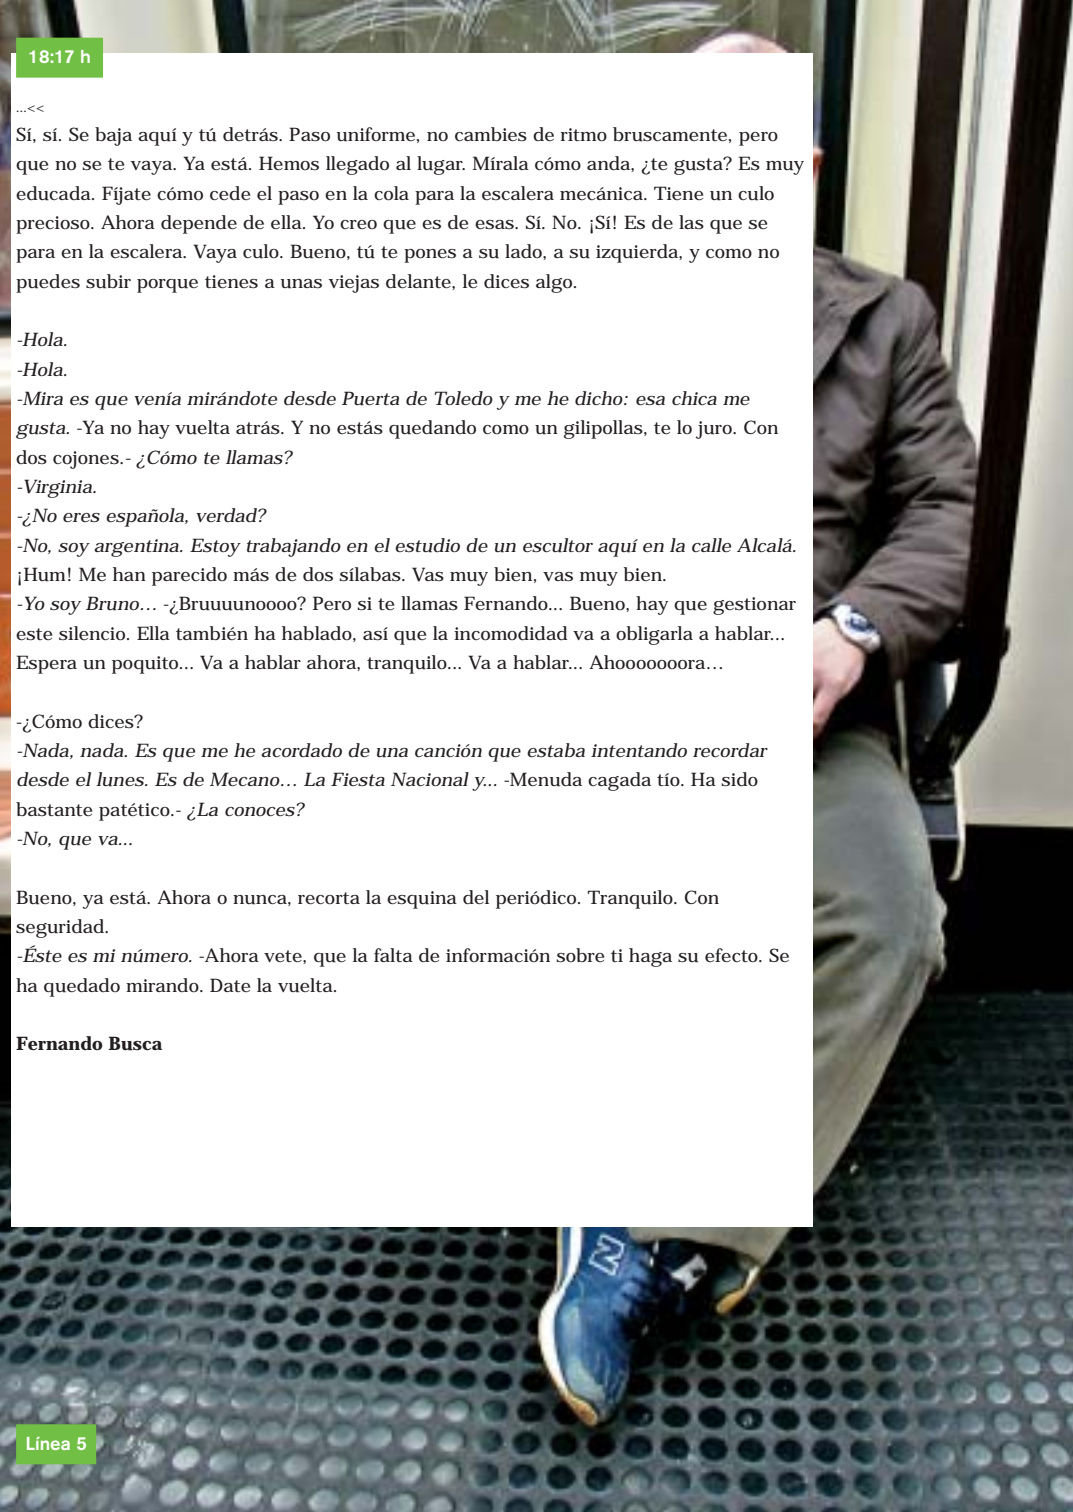 18:17 h
...<<
Sí, sí. Se baja aquí y tú detrás. Paso uniforme, no cambies de ritmo bruscamente, pero
que no se te vaya. Ya está. Hemos llegado al lugar. Mírala cómo anda, ¿te gusta? Es muy
educada. Fíjate cómo cede el paso en la cola para la escalera mecánica. Tiene un culo
precioso. Ahora depende de ella. Yo creo que es de esas. Sí. No. ¡Sí! Es de las que se
para en la escalera. Vaya culo. Bueno, tú te pones a su lado, a su izquierda, y como no
puedes subir porque tienes a unas viejas delante, le dices algo.
-Hola.
-Hola.
-Mira es que venía mirándote desde Puerta de Toledo y me he dicho: esa chica me
gusta. -Ya no hay vuelta atrás. Y no estás quedando como un gilipollas, te lo juro. Con
dos cojones.- ¿Cómo te llamas?
-Virginia.
-¿No eres española, verdad?
-No, soy argentina. Estoy trabajando en el estudio de un escultor aquí en la calle Alcalá.
¡Hum! Me han parecido más de dos sílabas. Vas muy bien, vas muy bien.
-Yo soy Bruno… -¿Bruuuunoooo? Pero si te llamas Fernando... Bueno, hay que gestionar
este silencio. Ella también ha hablado, así que la incomodidad va a obligarla a hablar...
Espera un poquito... Va a hablar ahora, tranquilo... Va a hablar... Ahooooooora…
-¿Cómo dices?
-Nada, nada. Es que me he acordado de una canción que estaba intentando recordar
desde el lunes. Es de Mecano… La Fiesta Nacional y... -Menuda cagada tío. Ha sido
bastante patético.- ¿La conoces?
-No, que va...
Bueno, ya está. Ahora o nunca, recorta la esquina del periódico. Tranquilo. Con
seguridad.
-Éste es mi número. -Ahora vete, que la falta de información sobre ti haga su efecto. Se
ha quedado mirando. Date la vuelta.
Fernando Busca
N
Línea 5